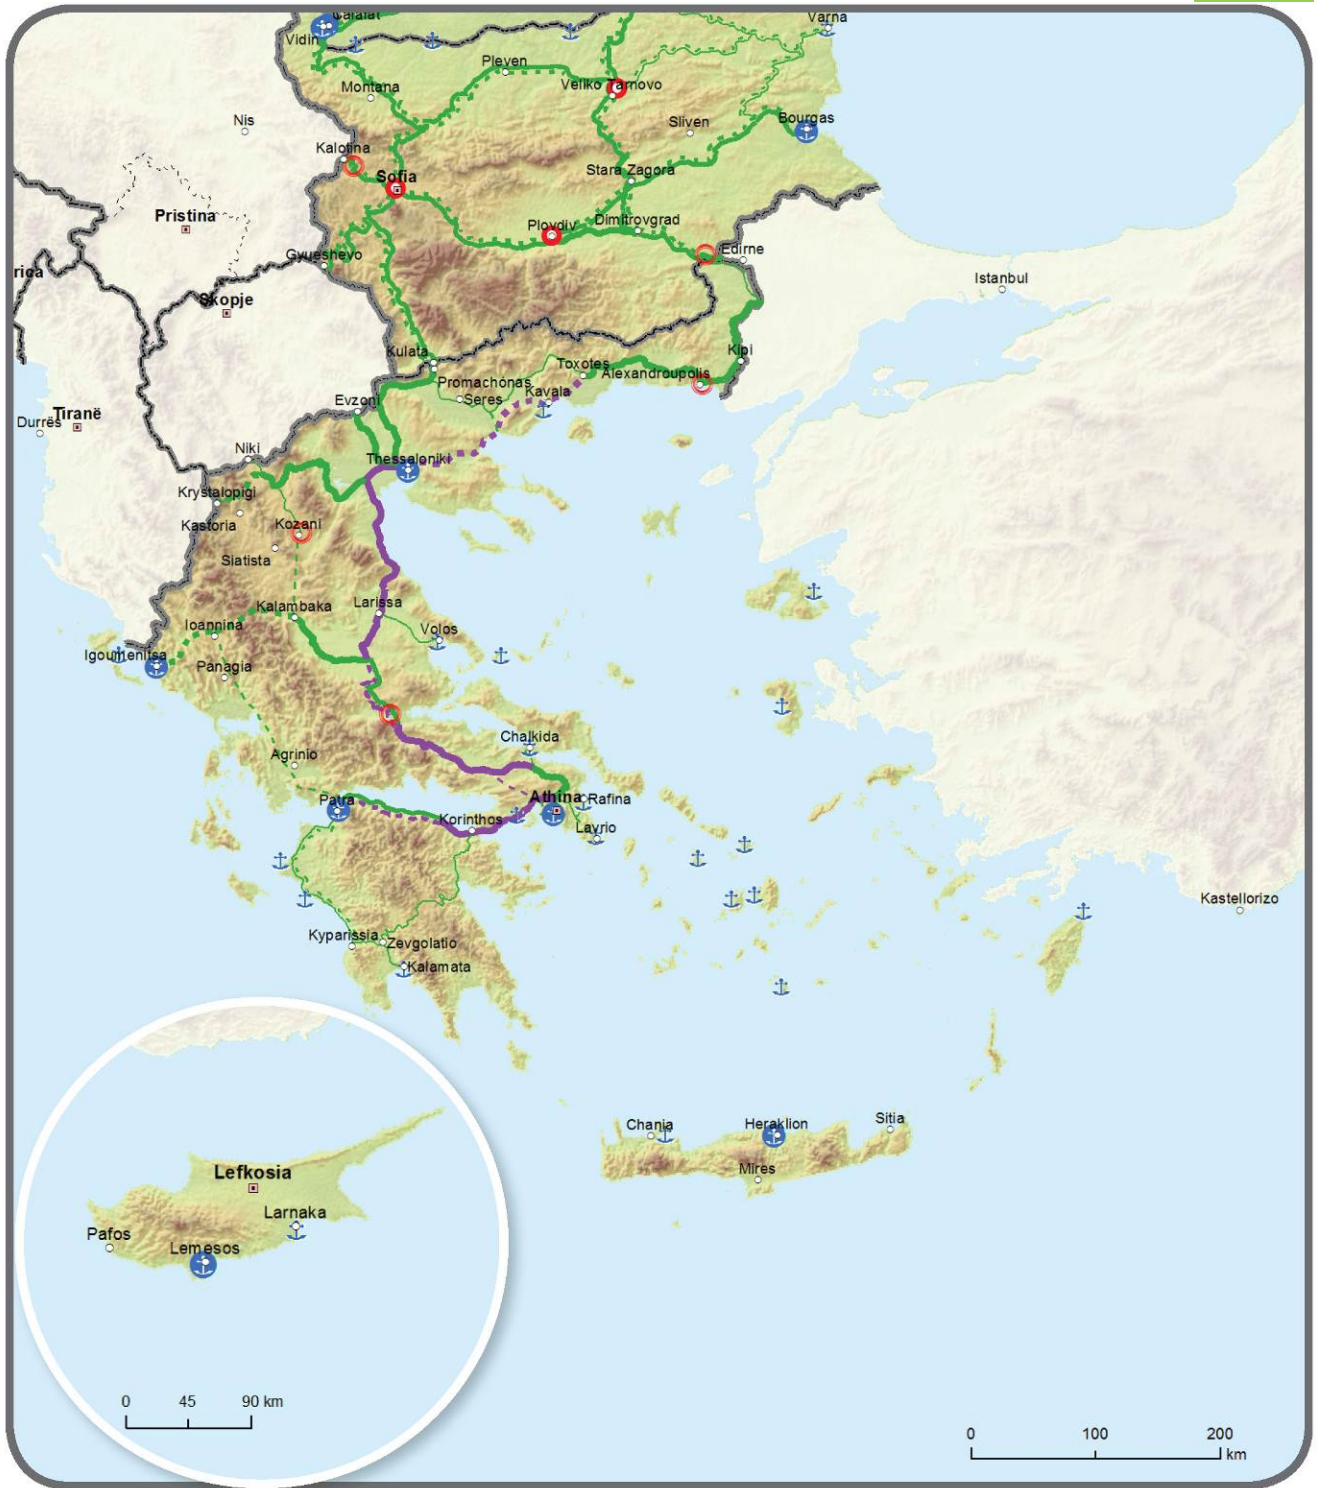 Calafat
Varna
Vidin
Pleven
Montana
Veliko Tarnovo
Nis
Sliven
Bourgas
Kalotina
Sofia
Stara Zagora
Pristina
Plovdiv
Dimitrovgrad
Gyueshevo
Edirne
rica
Istanbul
Skopje
Kulata
Kipi
Toxotes
Alexandroupolis
Promachonas
Kavala
Seres
Evzoni
Tiranë
Durrës
Niki
Thessaloniki
Krystalopigi
Kastoria
Kozani
Siatista
Kalambaka
Larissa
Ioannina
Volos
Igoumenitsa
Panagia
Chalkida
Agrinio
Patra
Athina
Rafina
Korinthos
Lavrio
Kastellorizo
Kyparissia
Zevgolatio
Kalamata
Chania
Heraklion
Sitia
Mires
Lefkosia
Larnaka
Pafos
Lemesos
0 45 90 km
0 100 200
km